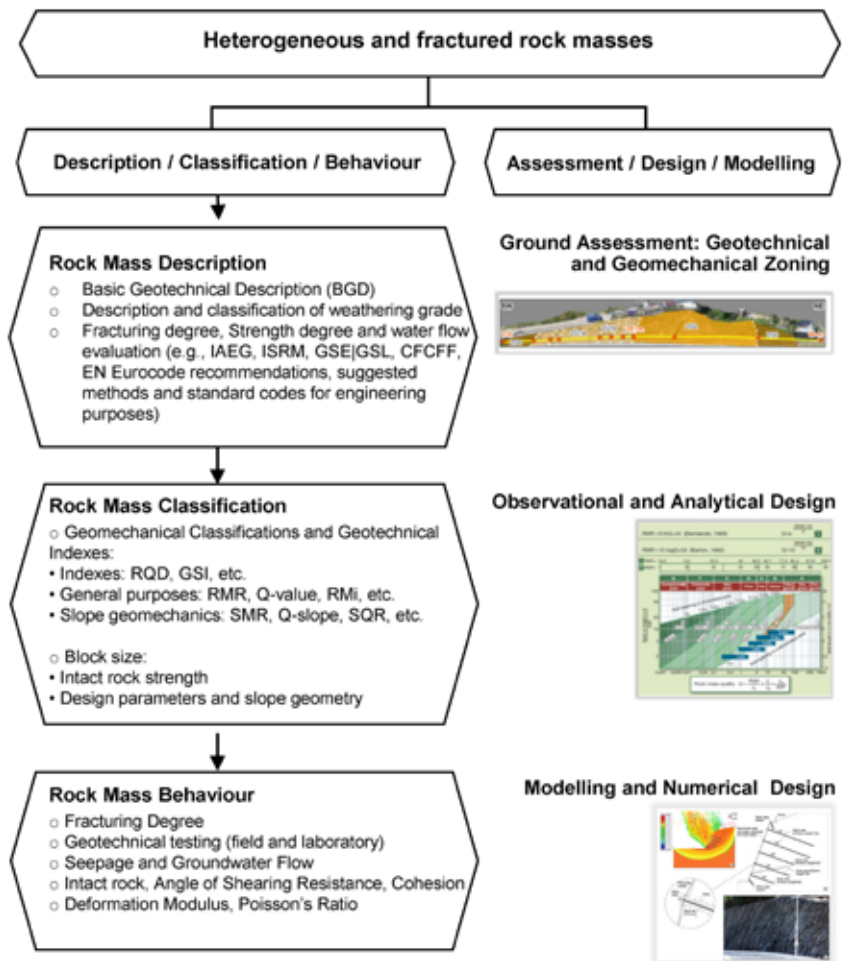 Heterogeneous and fractured rock masses
Description / Classification / Behaviour
Assessment / Design / Modelling
Rock Mass Description
○ Basic Geotechnical Description (BGD)
○ Description and classification of weathering grade
○ Fracturing degree, Strength degree and water flow
evaluation (e.g., IAEG, ISRM, GSE|GSL, CFCFF,
EN Eurocode recommendations, suggested
methods and standard codes for engineering
purposes)
Ground Assessment: Geotechnical
and Geomechanical Zoning
Rock Mass Classification
○ Geomechanical Classifications and Geotechnical
Indexes:
• Indexes: RQD, GSI, etc.
• General purposes: RMR, Q-value, RMi, etc.
• Slope geomechanics: SMR, Q-slope, SQR, etc.
○ Block size:
• Intact rock strength
• Design parameters and slope geometry
Observational and Analytical Design
Rock Mass Behaviour
○ Fracturing Degree
○ Geotechnical testing (field and laboratory)
○ Seepage and Groundwater Flow
○ Intact rock, Angle of Shearing Resistance, Cohesion
○ Deformation Modulus, Poisson's Ratio
Modelling and Numerical Design